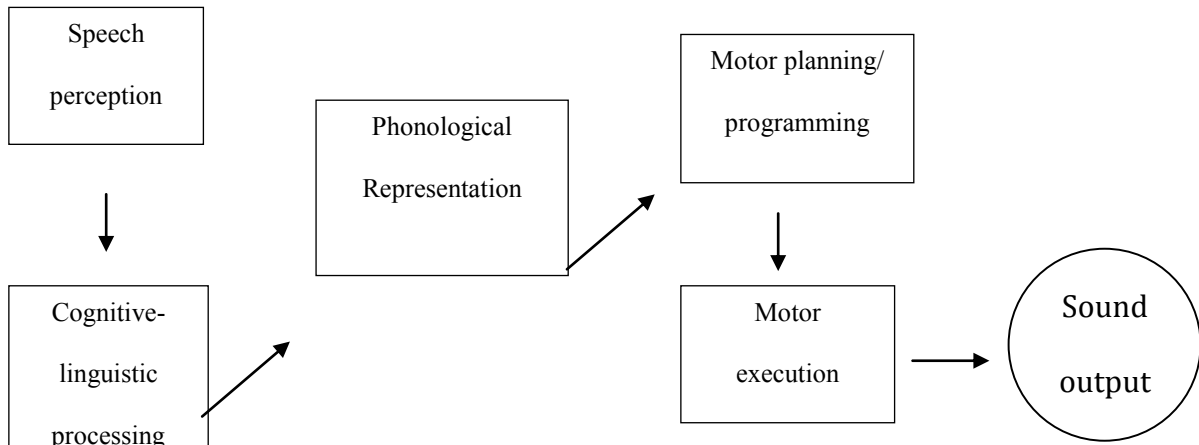 Speech
perception
Cognitive-
linguistic
processing
Phonological
Representation
Motor planning/
programming
Motor
execution
Sound
output